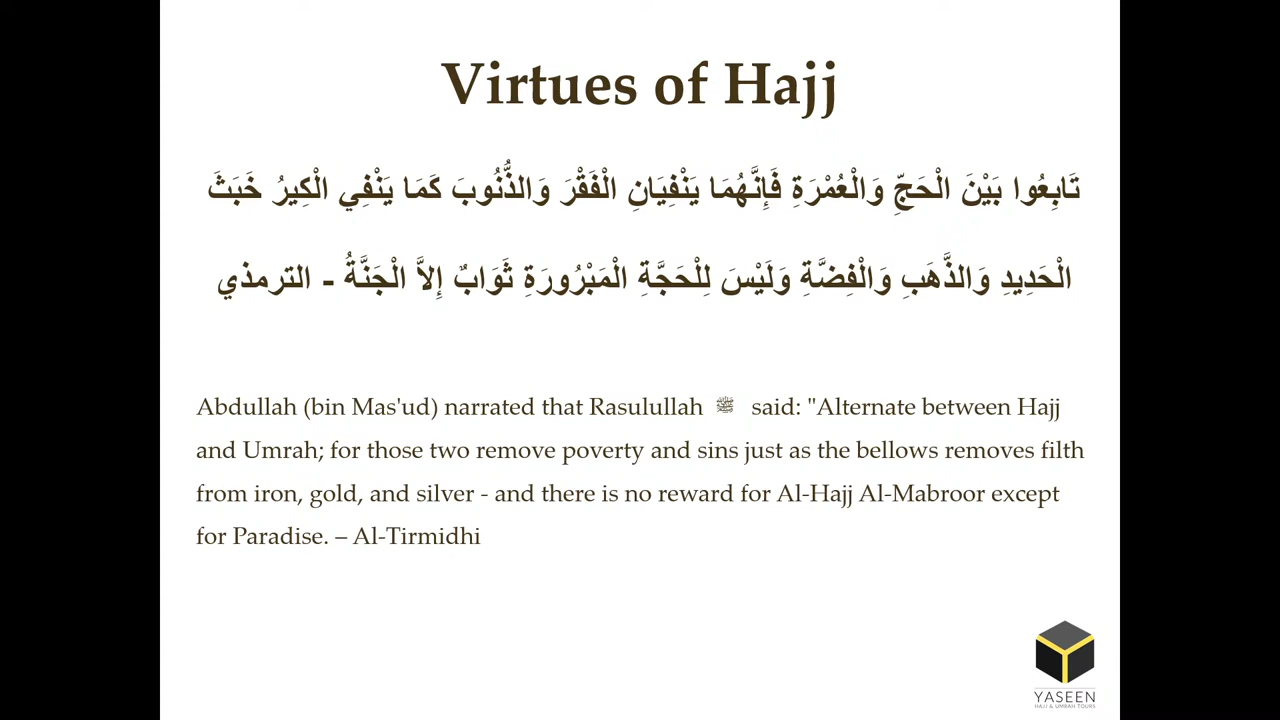 Virtues of Hajj
تَابِعُوا بَيْنَ الْحَجِّ وَالْعُمْرَةِ فَإِنَّهُمَا يَنْفِيَانِ الْفَقْرَ وَالذُّنُوبَ كَمَا يَنْفِي الْكِيرُ خَبَثَ
الْحَدِيدِ وَالذَّهَبِ وَالْفِضَّةِ وَلَيْسَ لِلْحَجَّةِ الْمَبْرُورَةِ ثَوَابٌ إِلاَّ الْجَنَّةُ - الترمذي
Abdullah (bin Mas'ud) narrated that Rasulullah ﷺ said: "Alternate between Hajj
and Umrah; for those two remove poverty and sins just as the bellows removes filth
from iron, gold, and silver - and there is no reward for Al-Hajj Al-Mabroor except
for Paradise. – Al-Tirmidhi
YASEEN
HAJJ & UMRAH TOURS